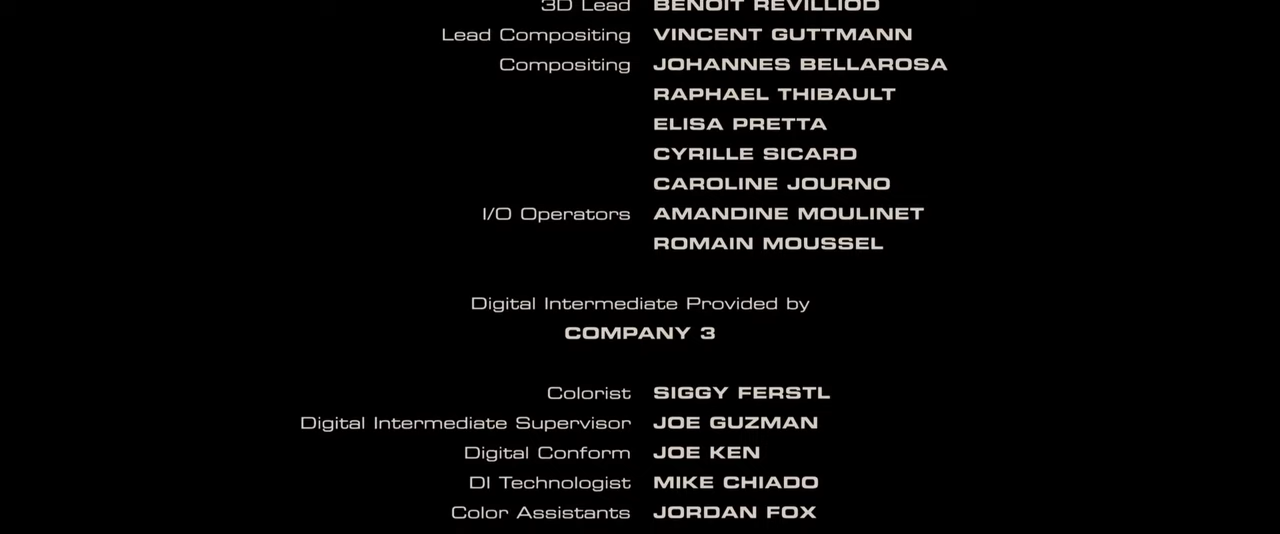 3D Lead BENOIT REVILLIOD
Lead Compositing VINCENT GUTTMANN
Compositing JOHANNES BELLAROSA
RAPHAEL THIBAULT
ELISA PRETTA
CYRILLE SICARD
CAROLINE JOURNO
I/O Operators AMANDINE MOULINET
ROMAIN MOUSSEL
Digital Intermediate Provided by
COMPANY 3
Colorist SIGGY FERSTL
Digital Intermediate Supervisor JOE GUZMAN
Digital Conform JOE KEN
DI Technologist MIKE CHIADO
Color Assistants JORDAN FOX